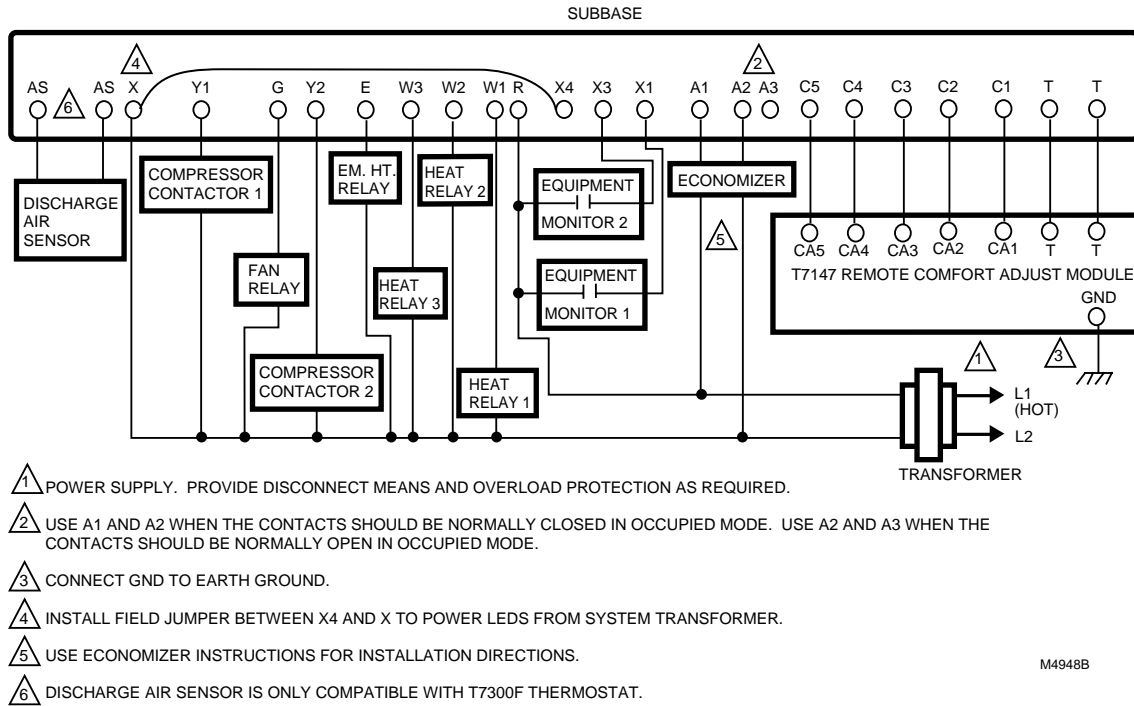 SUBBASE
4
2
AS 6 AS X Y1 G Y2 E W3 W2 W1 R X4 X3 X1 A1 A2 A3 C5 C4 C3 C2 C1 T T
DISCHARGE
AIR
SENSOR
COMPRESSOR
CONTACTOR 1
FAN
RELAY
COMPRESSOR
CONTACTOR 2
EM. HT.
RELAY
HEAT
RELAY 3
HEAT
RELAY 2
HEAT
RELAY 1
EQUIPMENT
MONITOR 2
EQUIPMENT
MONITOR 1
ECONOMIZER
5
CA5 CA4 CA3 CA2 CA1 T T
T7147 REMOTE COMFORT ADJUST MODULE
GND
1
3
L1
(HOT)
L2
TRANSFORMER
1 POWER SUPPLY. PROVIDE DISCONNECT MEANS AND OVERLOAD PROTECTION AS REQUIRED.
2 USE A1 AND A2 WHEN THE CONTACTS SHOULD BE NORMALLY CLOSED IN OCCUPIED MODE. USE A2 AND A3 WHEN THE
CONTACTS SHOULD BE NORMALLY OPEN IN OCCUPIED MODE.
3 CONNECT GND TO EARTH GROUND.
4 INSTALL FIELD JUMPER BETWEEN X4 AND X TO POWER LEDS FROM SYSTEM TRANSFORMER.
5 USE ECONOMIZER INSTRUCTIONS FOR INSTALLATION DIRECTIONS.
M4948B
6 DISCHARGE AIR SENSOR IS ONLY COMPATIBLE WITH T7300F THERMOSTAT.